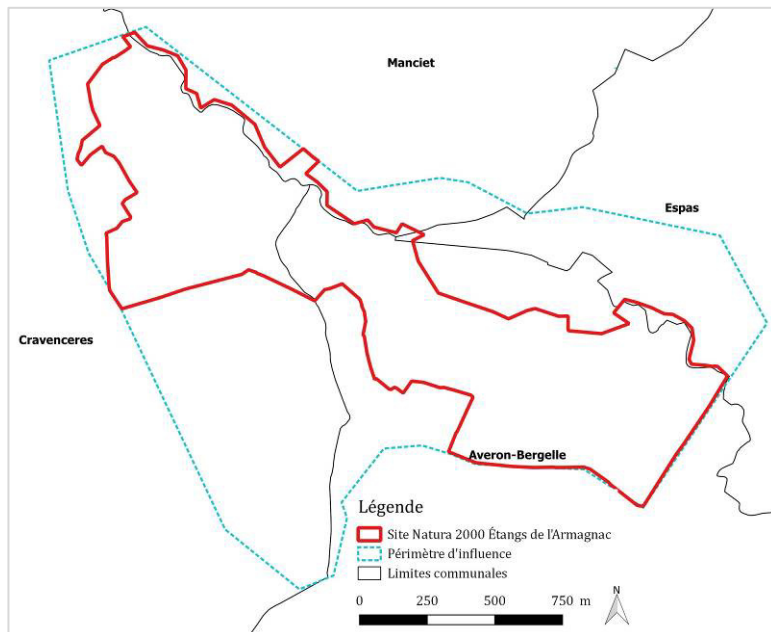 Manciet
Espas
Cravenceres
Averon-Bergelle
Légende
Site Natura 2000 Étangs de l'Armagnac
Périmètre d'influence
Limites communales
0 250 500 750 m
N